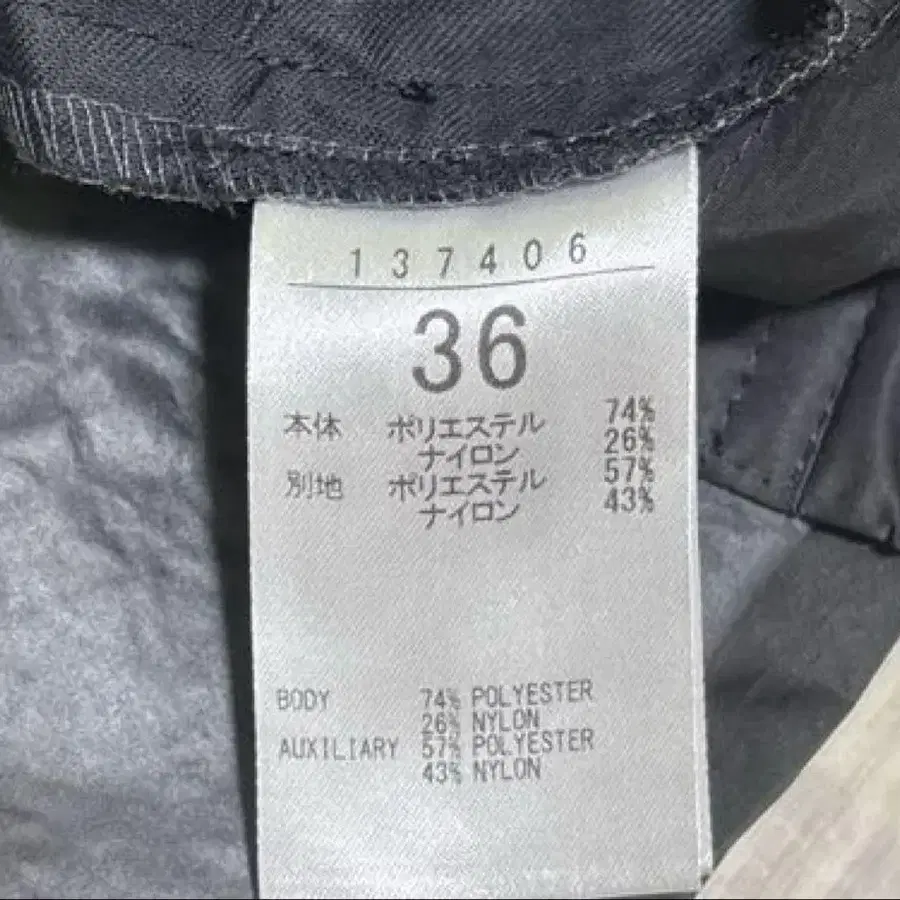 137406
36
本体 ポリエステル 74%
ナイロン 26%
別地 ポリエステル 57%
ナイロン 43%
BODY 74% POLYESTER
26% NYLON
AUXILIARY 57% POLYESTER
43% NYLON